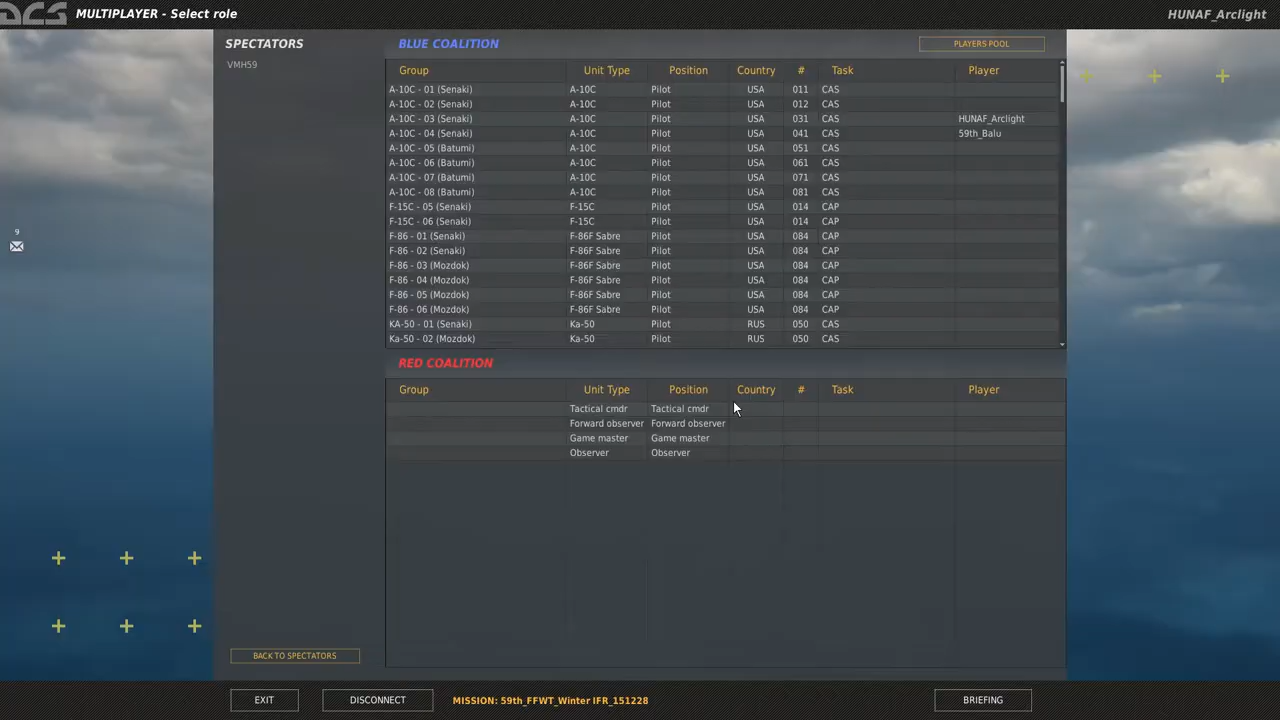 DCS MULTIPLAYER - Select role HUNAF_Arclight
SPECTATORS
VMH59
BLUE COALITION PLAYERS POOL
Group Unit Type Position Country # Task Player
A-10C - 01 (Senaki) A-10C Pilot USA 011 CAS
A-10C - 02 (Senaki) A-10C Pilot USA 012 CAS
A-10C - 03 (Senaki) A-10C Pilot USA 031 CAS HUNAF_Arclight
A-10C - 04 (Senaki) A-10C Pilot USA 041 CAS 59th_Balu
A-10C - 05 (Batumi) A-10C Pilot USA 051 CAS
A-10C - 06 (Batumi) A-10C Pilot USA 061 CAS
A-10C - 07 (Batumi) A-10C Pilot USA 071 CAS
A-10C - 08 (Batumi) A-10C Pilot USA 081 CAS
F-15C - 05 (Senaki) F-15C Pilot USA 014 CAP
F-15C - 06 (Senaki) F-15C Pilot USA 014 CAP
F-86 - 01 (Senaki) F-86F Sabre Pilot USA 084 CAP
F-86 - 02 (Senaki) F-86F Sabre Pilot USA 084 CAP
F-86 - 03 (Mozdok) F-86F Sabre Pilot USA 084 CAP
F-86 - 04 (Mozdok) F-86F Sabre Pilot USA 084 CAP
F-86 - 05 (Mozdok) F-86F Sabre Pilot USA 084 CAP
F-86 - 06 (Mozdok) F-86F Sabre Pilot USA 084 CAP
KA-50 - 01 (Senaki) Ka-50 Pilot RUS 050 CAS
Ka-50 - 02 (Mozdok) Ka-50 Pilot RUS 050 CAS
9
RED COALITION
Group Unit Type Position Country # Task Player
Tactical cmdr Tactical cmdr
Forward observer Forward observer
Game master Game master
Observer Observer
BACK TO SPECTATORS
EXIT DISCONNECT MISSION: 59th_FFWT_Winter IFR_151228 BRIEFING